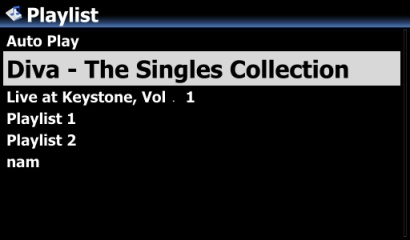 Playlist
Auto Play
Diva - The Singles Collection
Live at Keystone, Vol . 1
Playlist 1
Playlist 2
nam